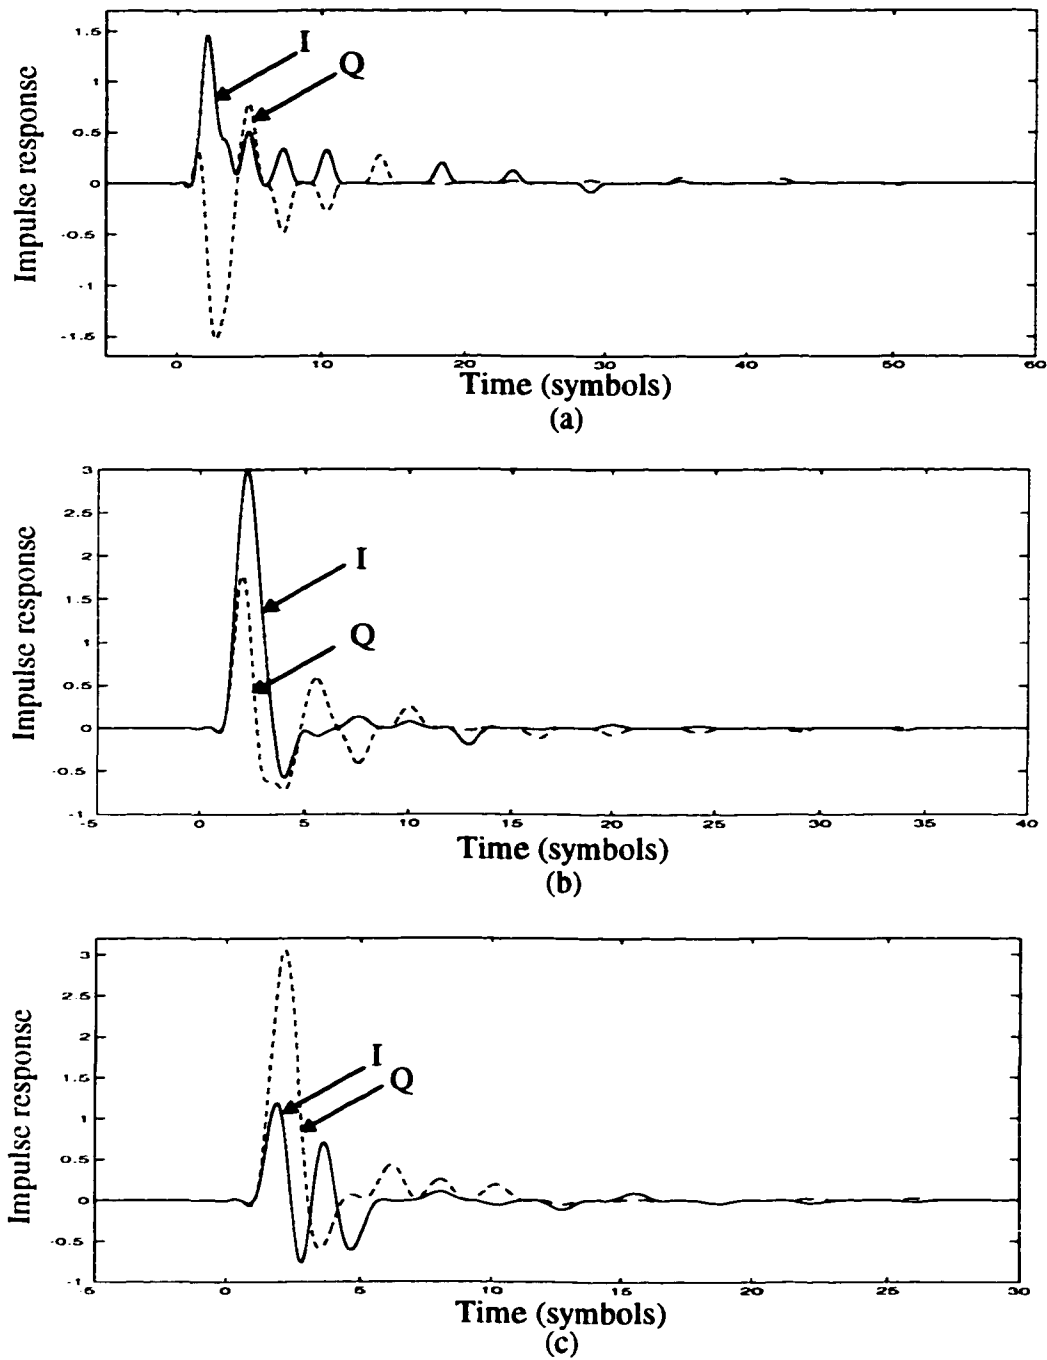 1.5
1
0.5
0
-0.5
-1
-1.5
Impulse response
I
Q
0 10 20 30 40 50 60
Time (symbols)
(a)
3
2.5
2
1.5
1
0.5
0
-0.5
-1
Impulse response
I
Q
-5 0 5 10 15 20 25 30 35 40
Time (symbols)
(b)
3
2.5
2
1.5
1
0.5
0
-0.5
-1
Impulse response
I
Q
-5 0 5 10 15 20 25 30
Time (symbols)
(c)